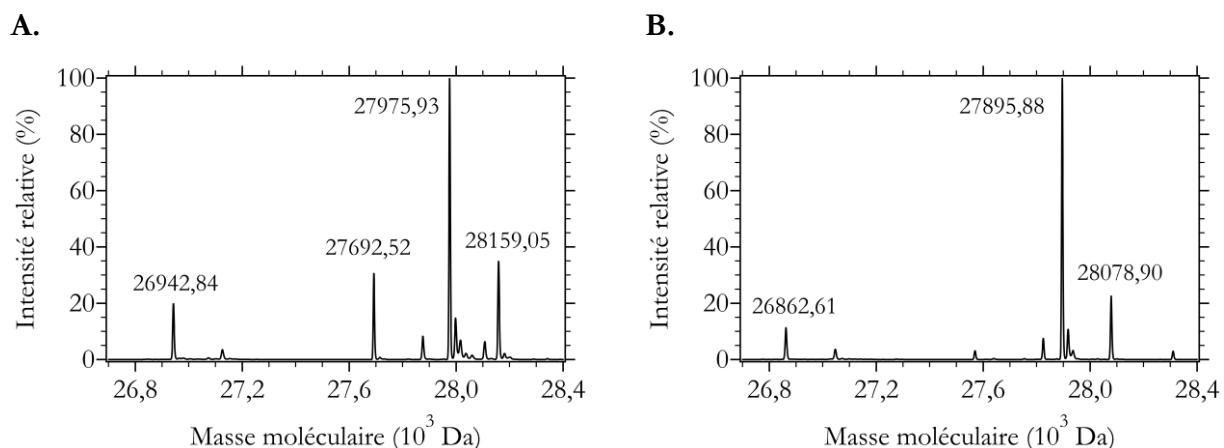 A.
B.
100
80
60
40
20
0
Intensité relative (%)
27975,93
28159,05
27692,52
26942,84
26,8 27,2 27,6 28,0 28,4
Masse moléculaire (10³ Da)
100
80
60
40
20
0
Intensité relative (%)
27895,88
28078,90
26862,61
26,8 27,2 27,6 28,0 28,4
Masse moléculaire (10³ Da)